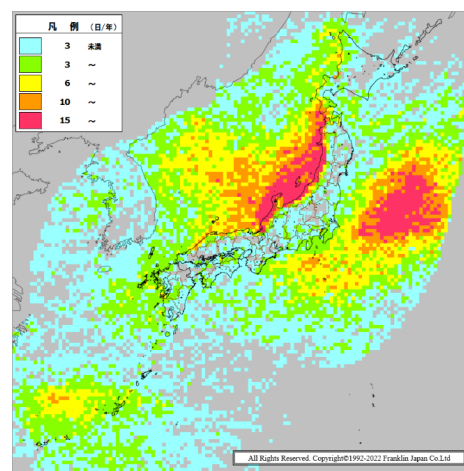 凡 例 (日/年)
3 未満
3 ～
6 ～
10 ～
15 ～
All Rights Reserved. Copyright©1992-2022 Franklin Japan Co.Ltd